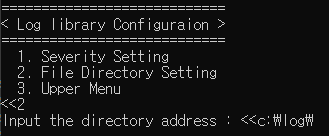 ==========================
< Log library Configuraion >
==========================
1. Severity Setting
2. File Directory Setting
3. Upper Menu
<<2
Input the directory address : <<c:₩log₩